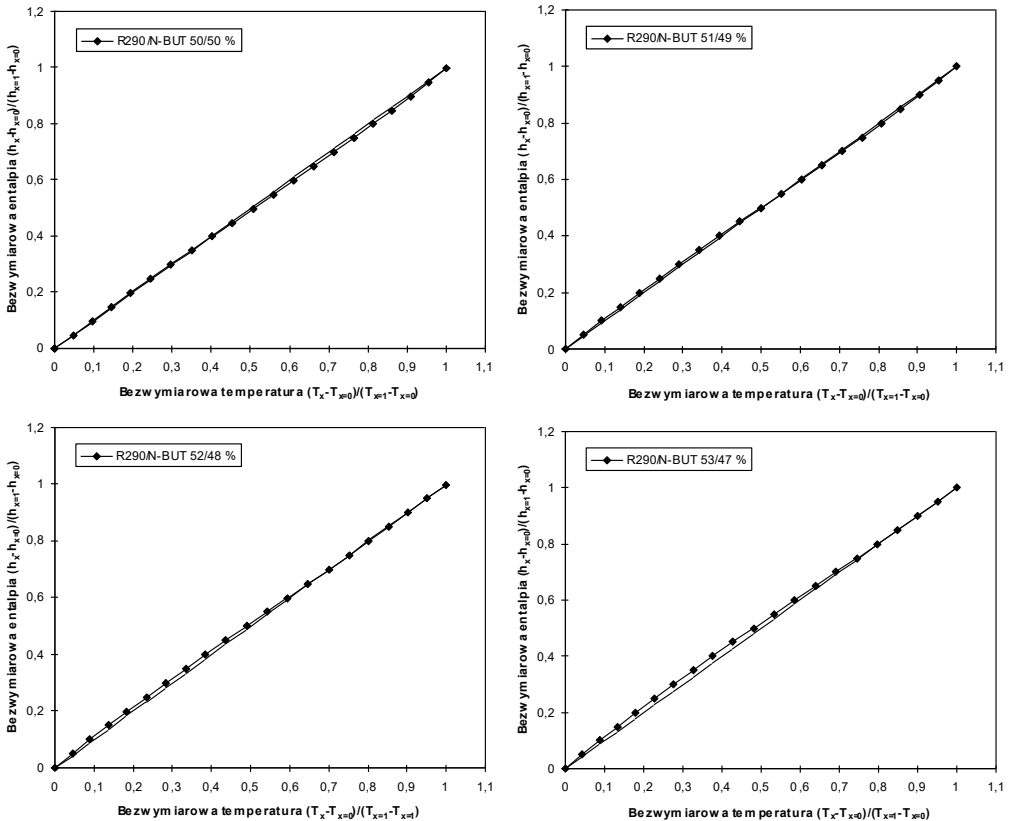 1,2
1
0,8
0,6
0,4
0,2
0
Bezwymiarowa entalpia (hₓ-hₓ₌₀)/(hₓ₌₁-hₓ₌₀)
R290/N-BUT 50/50 %
0 0,1 0,2 0,3 0,4 0,5 0,6 0,7 0,8 0,9 1 1,1
Bezwymiarowa temperatura (Tₓ-Tₓ₌₀)/(Tₓ₌₁-Tₓ₌₀)
1,2
1
0,8
0,6
0,4
0,2
0
Bezwymiarowa entalpia (hₓ-hₓ₌₀)/(hₓ₌₁-hₓ₌₀)
R290/N-BUT 51/49 %
0 0,1 0,2 0,3 0,4 0,5 0,6 0,7 0,8 0,9 1 1,1
Bezwymiarowa temperatura (Tₓ-Tₓ₌₀)/(Tₓ₌₁-Tₓ₌₀)
1,2
1
0,8
0,6
0,4
0,2
0
Bezwymiarowa entalpia (hₓ-hₓ₌₀)/(hₓ₌₁-hₓ₌₀)
R290/N-BUT 52/48 %
0 0,1 0,2 0,3 0,4 0,5 0,6 0,7 0,8 0,9 1 1,1
Bezwymiarowa temperatura (Tₓ-Tₓ₌₀)/(Tₓ₌₁-Tₓ₌₁)
1,2
1
0,8
0,6
0,4
0,2
0
Bezwymiarowa entalpia (hₓ-hₓ₌₀)/(hₓ₌₁-hₓ₌₀)
R290/N-BUT 53/47 %
0 0,1 0,2 0,3 0,4 0,5 0,6 0,7 0,8 0,9 1 1,1
Bezwymiarowa temperatura (Tₓ-Tₓ₌₀)/(Tₓ₌₁-Tₓ₌₀)